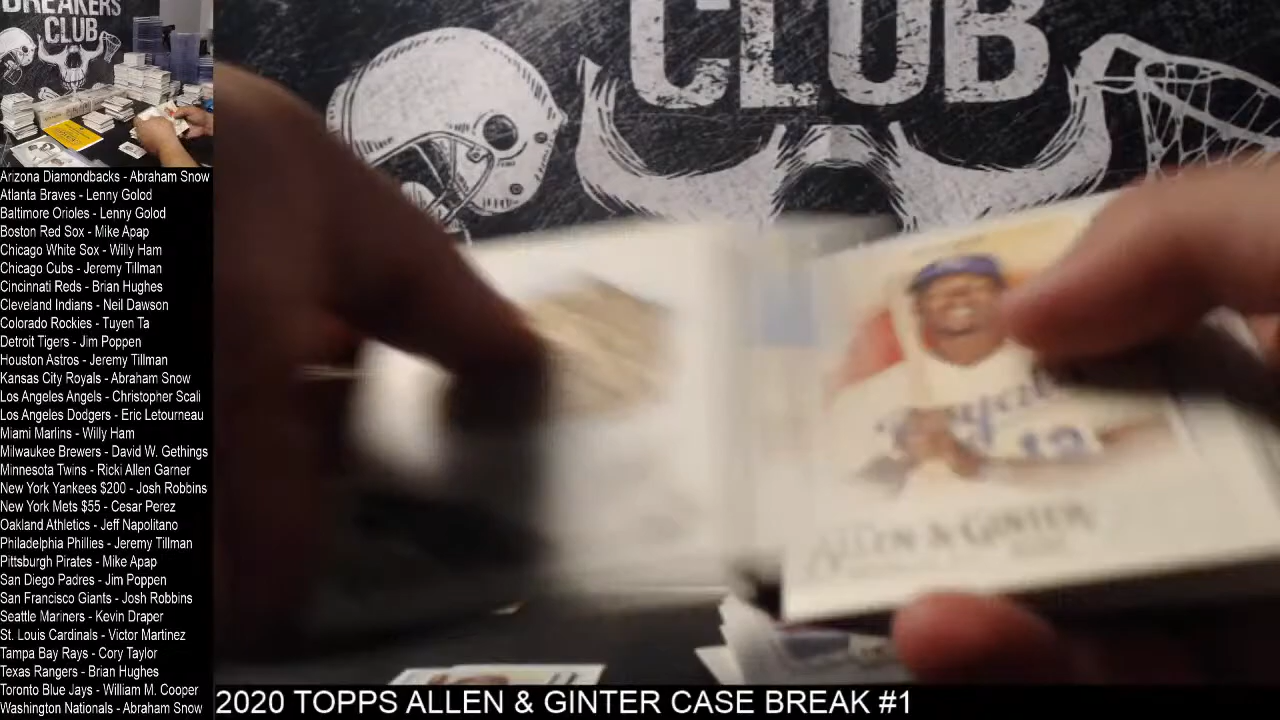 BREAKERS
CLUB
CLUB
Arizona Diamondbacks - Abraham Snow
Atlanta Braves - Lenny Golod
Baltimore Orioles - Lenny Golod
Boston Red Sox - Mike Apap
Chicago White Sox - Willy Ham
Chicago Cubs - Jeremy Tillman
Cincinnati Reds - Brian Hughes
Cleveland Indians - Neil Dawson
Colorado Rockies - Tuyen Ta
Detroit Tigers - Jim Poppen
Houston Astros - Jeremy Tillman
Kansas City Royals - Abraham Snow
Los Angeles Angels - Christopher Scali
Los Angeles Dodgers - Eric Letourneau
Miami Marlins - Willy Ham
Milwaukee Brewers - David W. Gethings
Minnesota Twins - Ricki Allen Garner
New York Yankees $200 - Josh Robbins
New York Mets $55 - Cesar Perez
Oakland Athletics - Jeff Napolitano
Philadelphia Phillies - Jeremy Tillman
Pittsburgh Pirates - Mike Apap
San Diego Padres - Jim Poppen
San Francisco Giants - Josh Robbins
Seattle Mariners - Kevin Draper
St. Louis Cardinals - Victor Martinez
Tampa Bay Rays - Cory Taylor
Texas Rangers - Brian Hughes
Toronto Blue Jays - William M. Cooper
Washington Nationals - Abraham Snow
ALLEN & GINTER
2020 TOPPS ALLEN & GINTER CASE BREAK #1